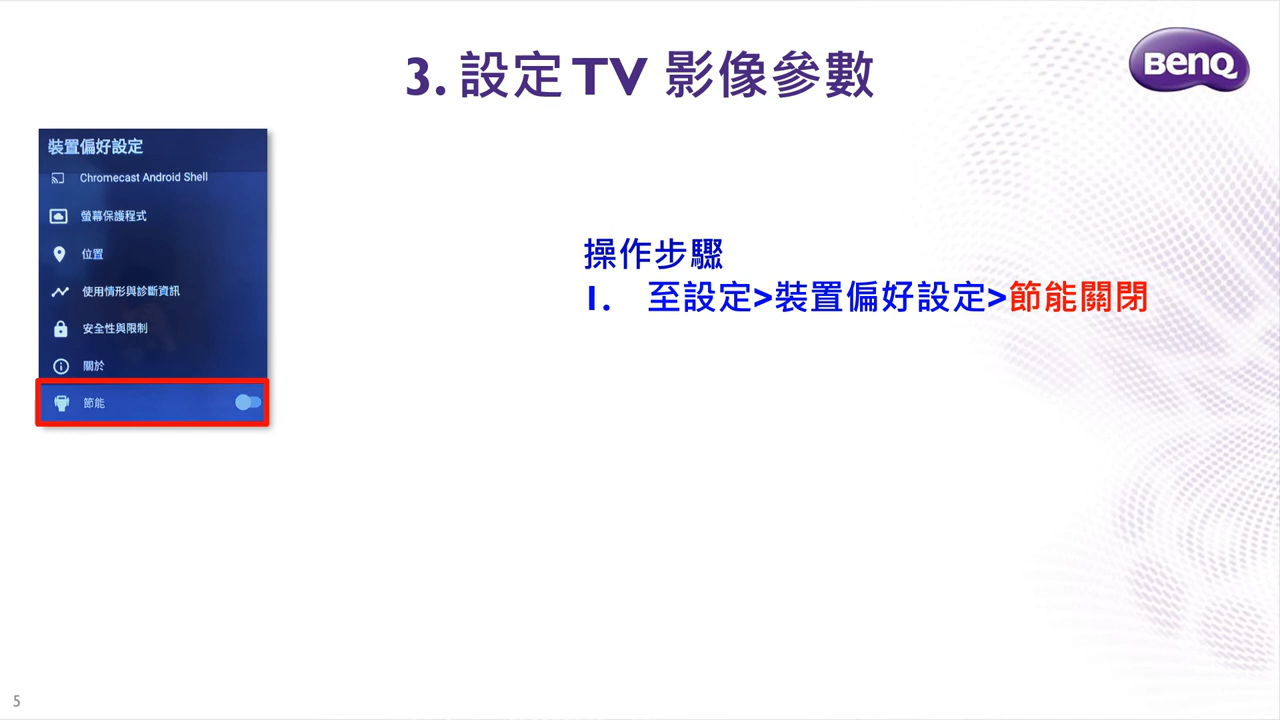 3. 設定 TV 影像參數
BenQ
裝置偏好設定
Chromecast Android Shell
螢幕保護程式
位置
使用情形與診斷資訊
安全性與限制
關於
節能
操作步驟
1. 至設定>裝置偏好設定>節能關閉
5